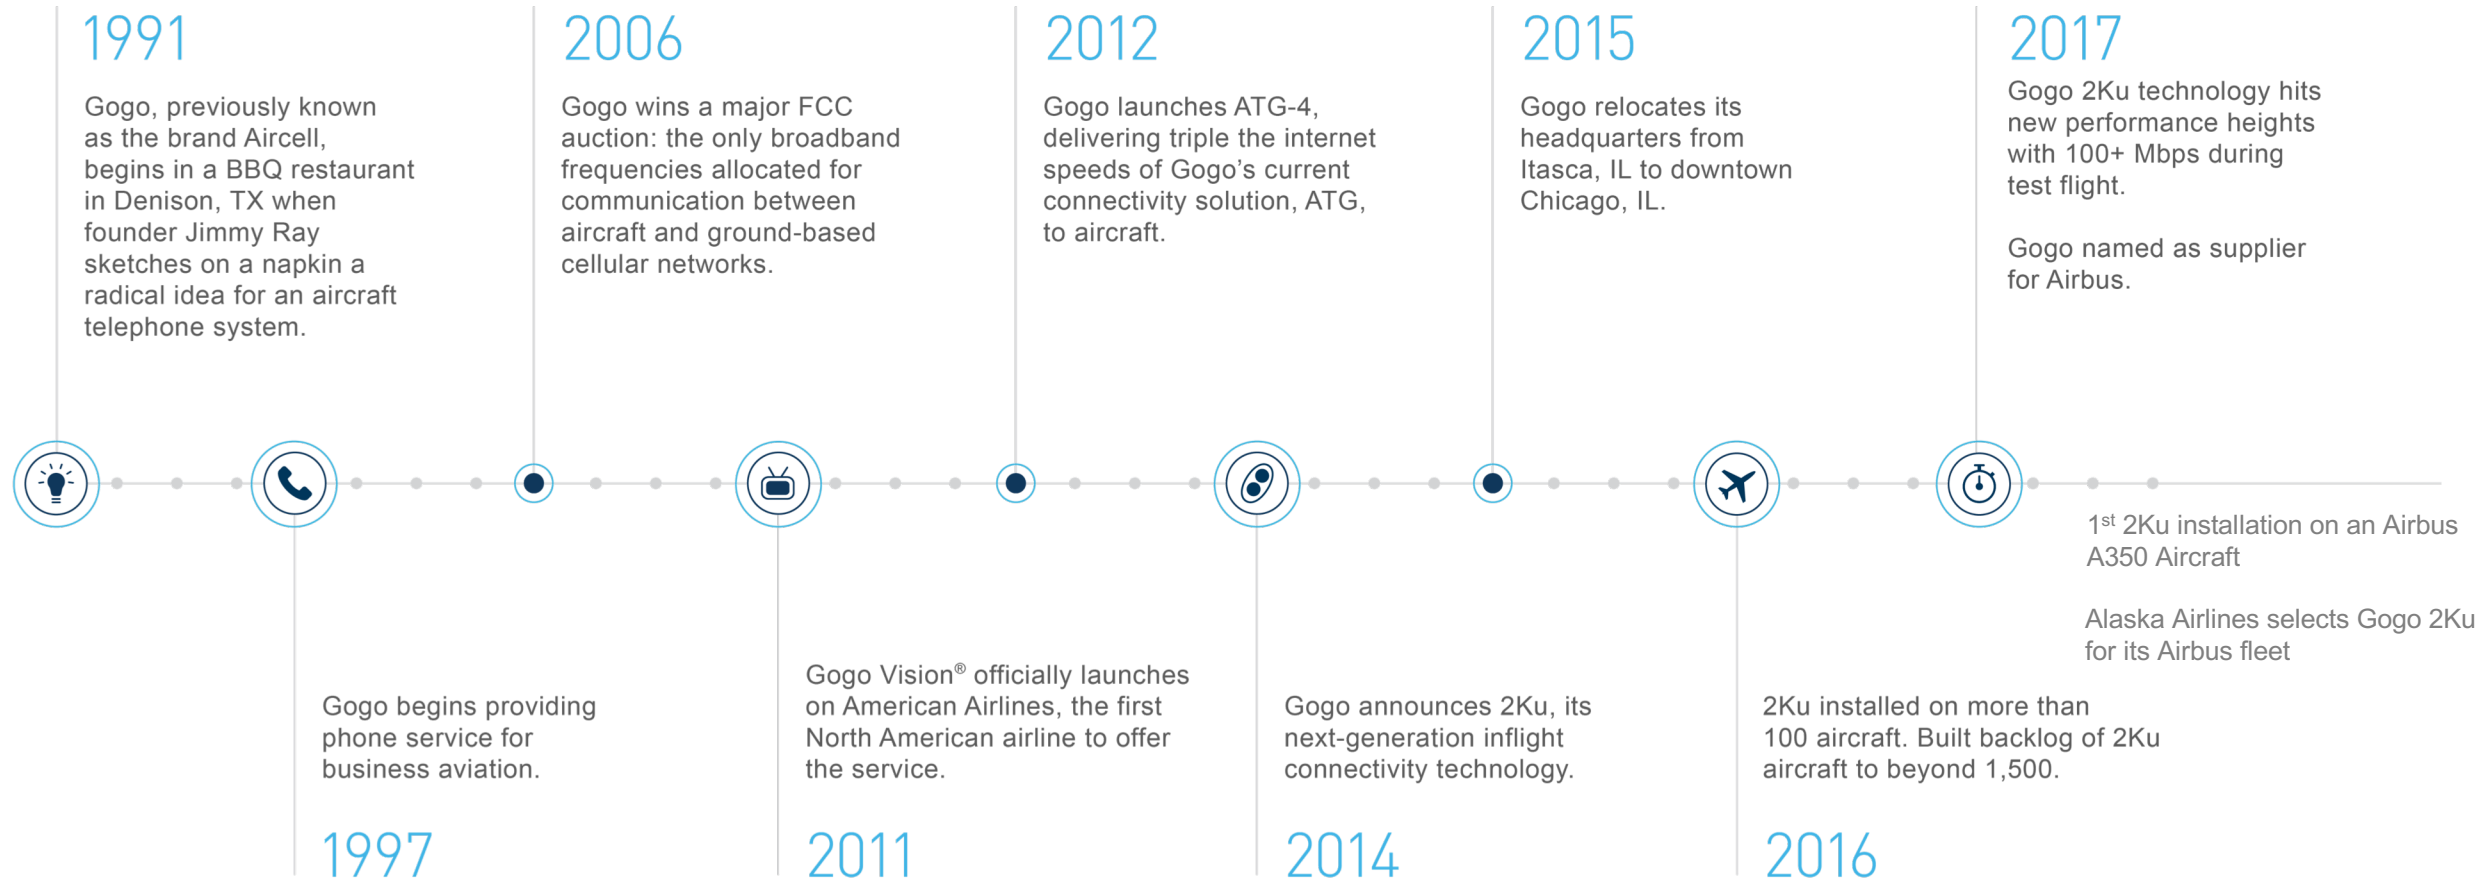 1991
Gogo, previously known
as the brand Aircell,
begins in a BBQ restaurant
in Denison, TX when
founder Jimmy Ray
sketches on a napkin a
radical idea for an aircraft
telephone system.
2006
Gogo wins a major FCC
auction: the only broadband
frequencies allocated for
communication between
aircraft and ground-based
cellular networks.
2012
Gogo launches ATG-4,
delivering triple the internet
speeds of Gogo’s current
connectivity solution, ATG,
to aircraft.
2015
Gogo relocates its
headquarters from
Itasca, IL to downtown
Chicago, IL.
2017
Gogo 2Ku technology hits
new performance heights
with 100+ Mbps during
test flight.
Gogo named as supplier
for Airbus.
1st 2Ku installation on an Airbus
A350 Aircraft
Alaska Airlines selects Gogo 2Ku
for its Airbus fleet
Gogo begins providing
phone service for
business aviation.
1997
Gogo Vision® officially launches
on American Airlines, the first
North American airline to offer
the service.
2011
Gogo announces 2Ku, its
next-generation inflight
connectivity technology.
2014
2Ku installed on more than
100 aircraft. Built backlog of 2Ku
aircraft to beyond 1,500.
2016